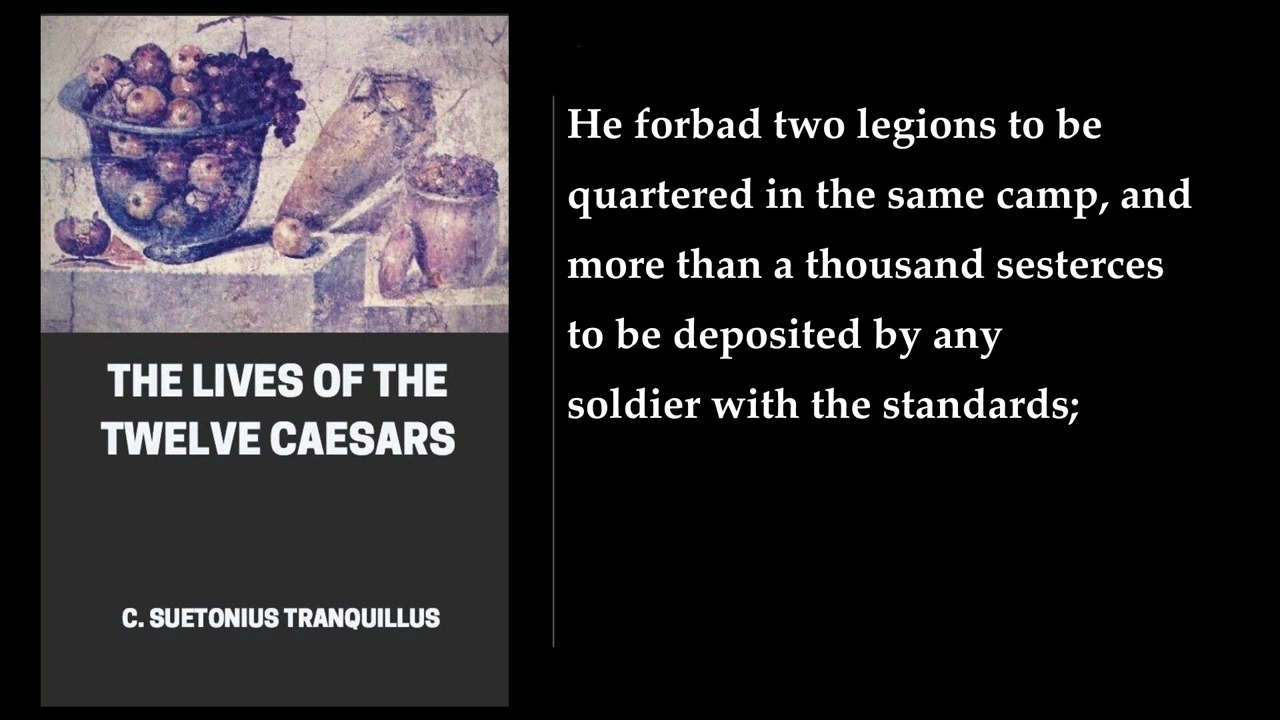 THE LIVES OF THE
TWELVE CAESARS
C. SUETONIUS TRANQUILLUS
He forbad two legions to be
quartered in the same camp, and
more than a thousand sesterces
to be deposited by any
soldier with the standards;